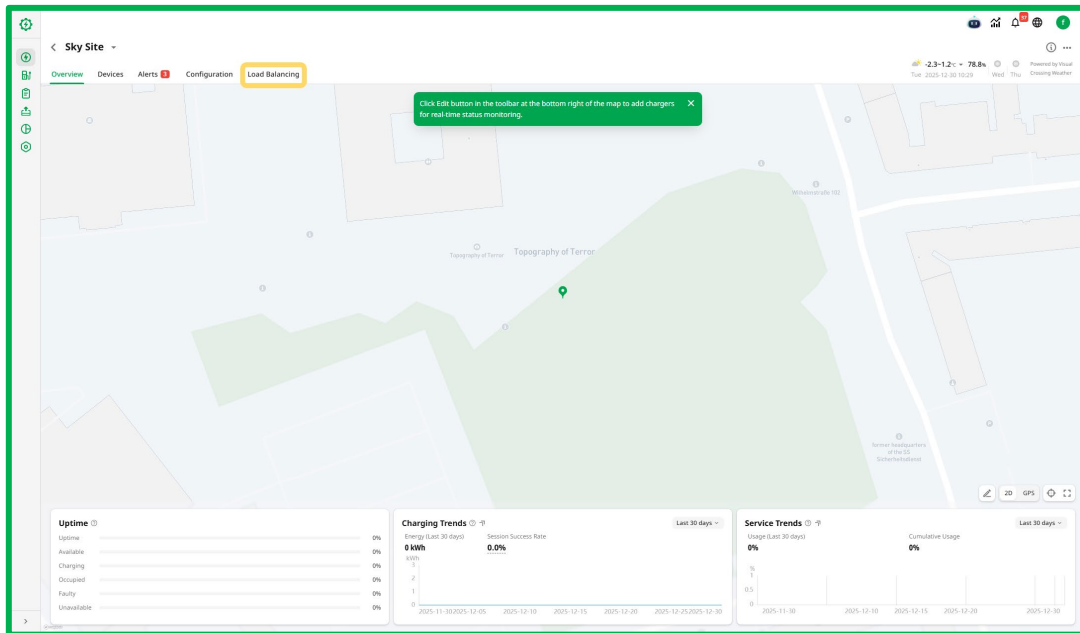 57
f
Sky Site
Overview Devices Alerts 3 Configuration Load Balancing
-2.3~1.2°c 78.8%
Tue 2025-12-30 10:29 Wed Thu
Powered by Visual
Crossing Weather
Click Edit button in the toolbar at the bottom right of the map to add chargers
for real-time status monitoring.
Wilhelmstraße 102
Topography of Terror
Topography of Terror
former headquarters
of the SS
Sicherheitsdienst
2D GPS
Uptime
Uptime 0%
Available 0%
Charging 0%
Occupied 0%
Faulty 0%
Unavailable 0%
Charging Trends Last 30 days
Energy (Last 30 days) Session Success Rate
0 kWh 0.0%
kWh
3
2
1
0
2025-11-30 2025-12-05 2025-12-10 2025-12-15 2025-12-20 2025-12-25 2025-12-30
Service Trends Last 30 days
Usage (Last 30 days) Cumulative Usage
0% 0%
%
1
0.5
0
2025-11-30 2025-12-10 2025-12-15 2025-12-20 2025-12-30